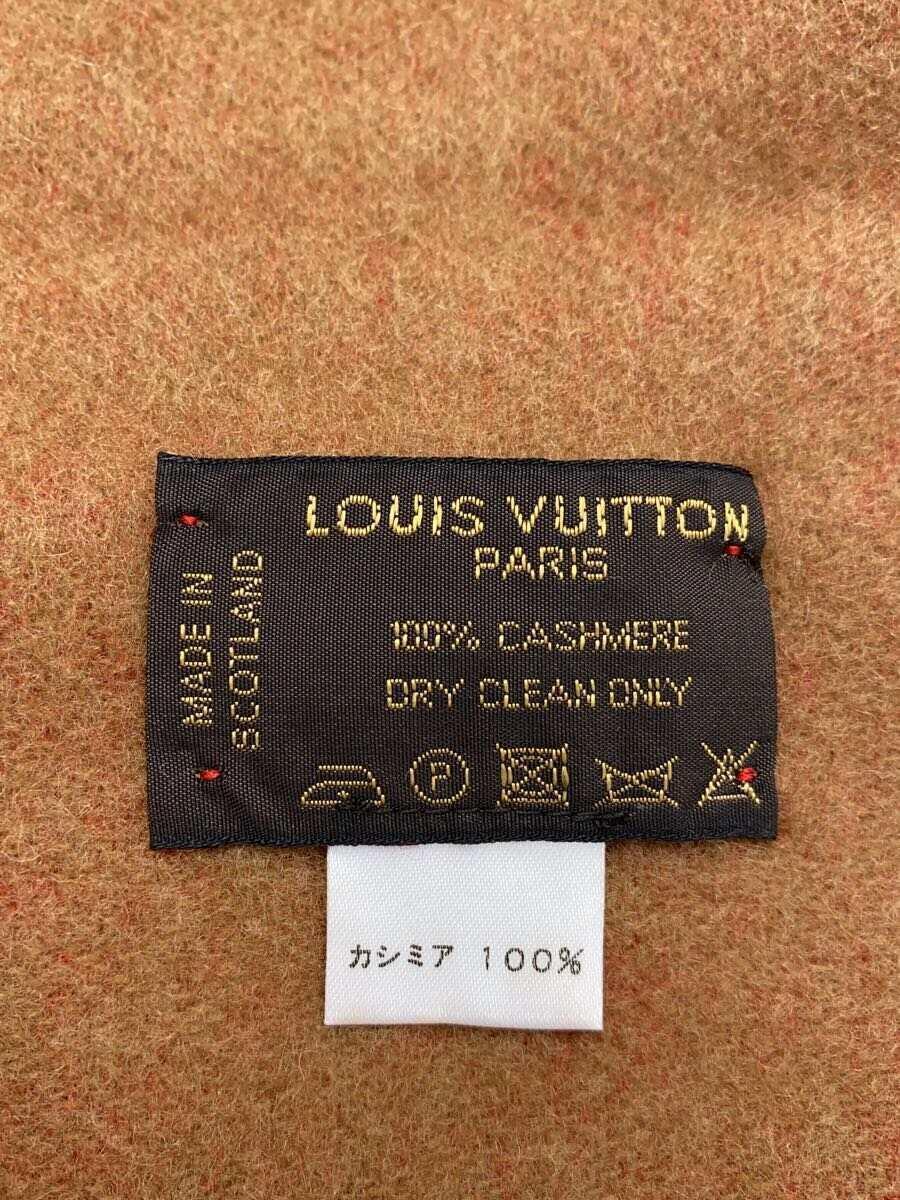 LOUIS VUITTON
PARIS
MADE IN
SCOTLAND
100% CASHMERE
DRY CLEAN ONLY
P
カシミア 100%